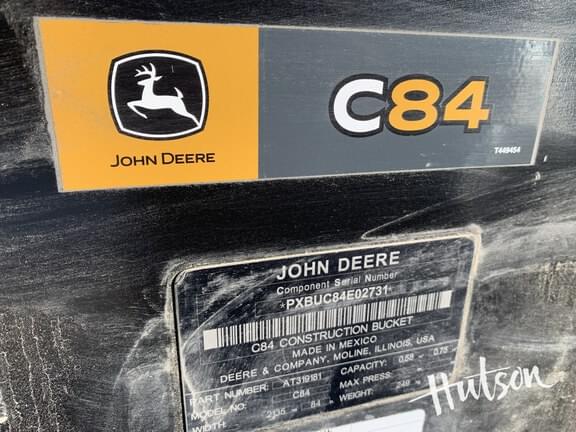 JOHN DEERE
C84
T449454
JOHN DEERE
Component Serial Number
*PXBUC84E02731*
C84 CONSTRUCTION BUCKET
MADE IN MEXICO
DEERE & COMPANY, MOLINE, ILLINOIS, USA
PART NUMBER: AT319181 CAPACITY: 0.58 0.75
MODEL NO: C84 MAX PRESS:
WIDTH: 2135 84 WEIGHT: 249
Hutson